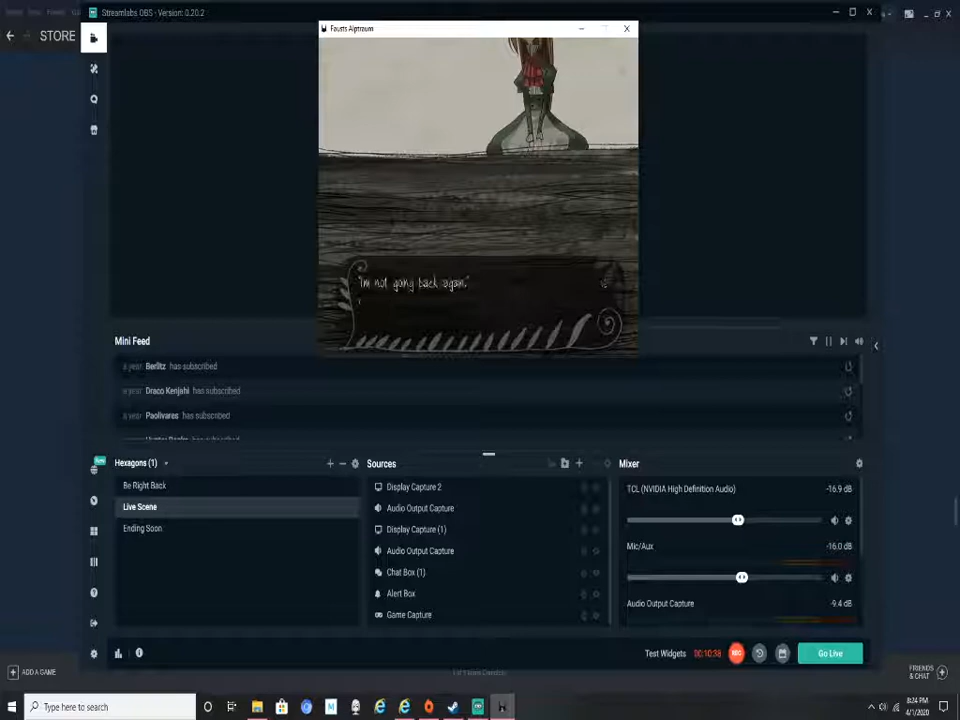 Streamlabs OBS - Version: 0.20.2
Fausts Alptraum
STORE
"I'm not going back again."
Mini Feed
a year Berlitz has subscribed
a year Draco Kenjahi has subscribed
a year Paolivares has subscribed
Hexagons (1)
Sources
Mixer
Be Right Back
Live Scene
Ending Soon
Display Capture 2
Audio Output Capture
Display Capture (1)
Audio Output Capture
Chat Box (1)
Alert Box
Game Capture
TCL (NVIDIA High Definition Audio) -16.9 dB
Mic/Aux -16.0 dB
Audio Output Capture -9.4 dB
Test Widgets 00:10:38 REC Go Live
ADD A GAME
FRIENDS
& CHAT
Type here to search
8:24 PM
4/1/2020